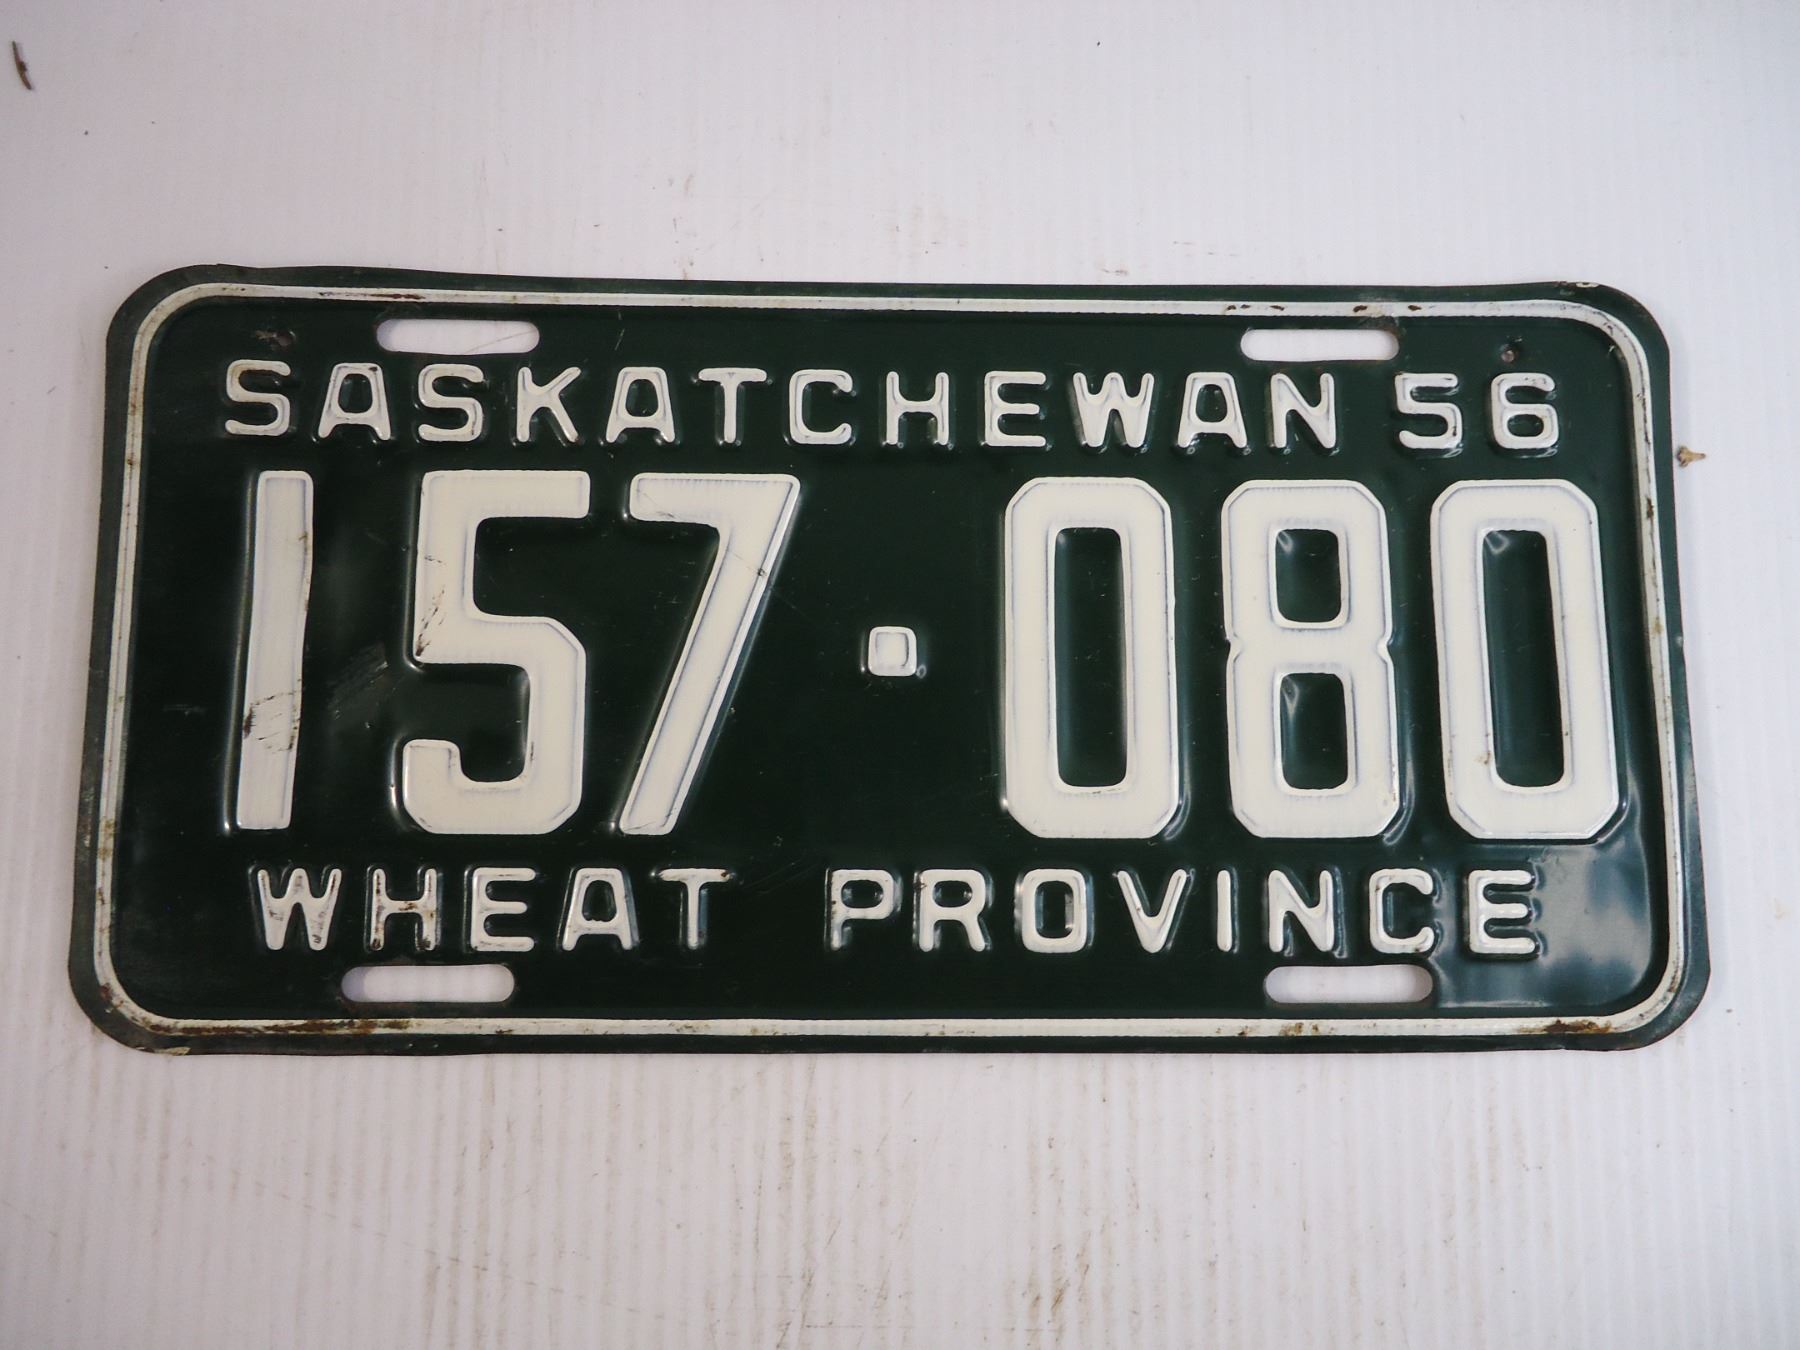 SASKATCHEWAN 56
157·080
WHEAT PROVINCE